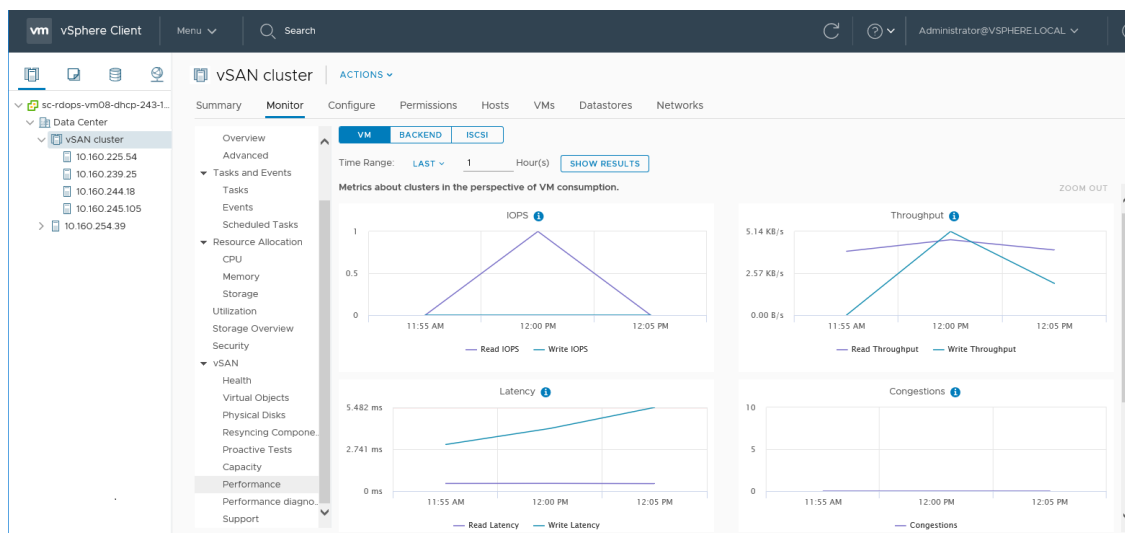 vm vSphere Client Menu Search Administrator@VSPHERE.LOCAL
vSAN cluster ACTIONS
Summary Monitor Configure Permissions Hosts VMs Datastores Networks
sc-rdops-vm08-dhcp-243-1...
Data Center
vSAN cluster
10.160.225.54
10.160.239.25
10.160.244.18
10.160.245.105
10.160.254.39
Overview
Advanced
Tasks and Events
Tasks
Events
Scheduled Tasks
Resource Allocation
CPU
Memory
Storage
Utilization
Storage Overview
Security
vSAN
Health
Virtual Objects
Physical Disks
Resyncing Compone...
Proactive Tests
Capacity
Performance
Performance diagno...
Support
VM BACKEND ISCSI
Time Range: LAST 1 Hour(s) SHOW RESULTS
Metrics about clusters in the perspective of VM consumption. ZOOM OUT
IOPS
1
0.5
0
11:55 AM 12:00 PM 12:05 PM
Read IOPS Write IOPS
Throughput
5.14 KB/s
2.57 KB/s
0.00 B/s
11:55 AM 12:00 PM 12:05 PM
Read Throughput Write Throughput
Latency
5.482 ms
2.741 ms
0 ms
11:55 AM 12:00 PM 12:05 PM
Read Latency Write Latency
Congestions
10
5
0
11:55 AM 12:00 PM 12:05 PM
Congestions